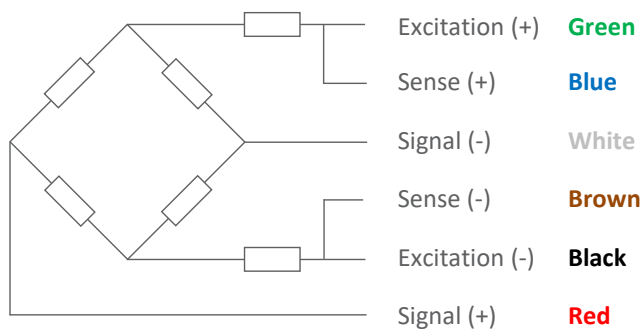 Excitation (+) Green
Sense (+) Blue
Signal (-) White
Sense (-) Brown
Excitation (-) Black
Signal (+) Red